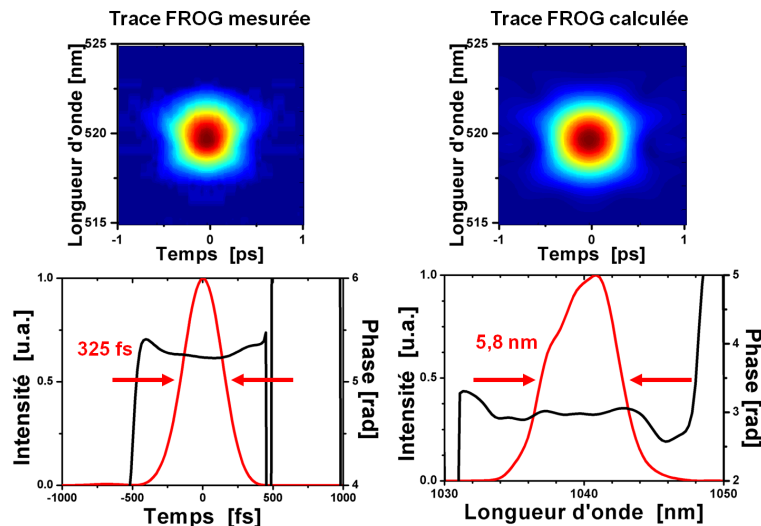 Trace FROG mesurée
Trace FROG calculée
Longueur d'onde [nm]
525
520
515
-1
0
1
Temps [ps]
Longueur d'onde [nm]
525
520
515
-1
0
1
Temps [ps]
Intensité [u.a.]
1.0
0.5
0.0
325 fs
6
5
4
Phase [rad]
-1000
-500
0
500
1000
Temps [fs]
Intensité [u.a.]
1.0
0.5
0.0
5,8 nm
5
4
3
2
Phase [rad]
1030
1040
1050
Longueur d'onde [nm]